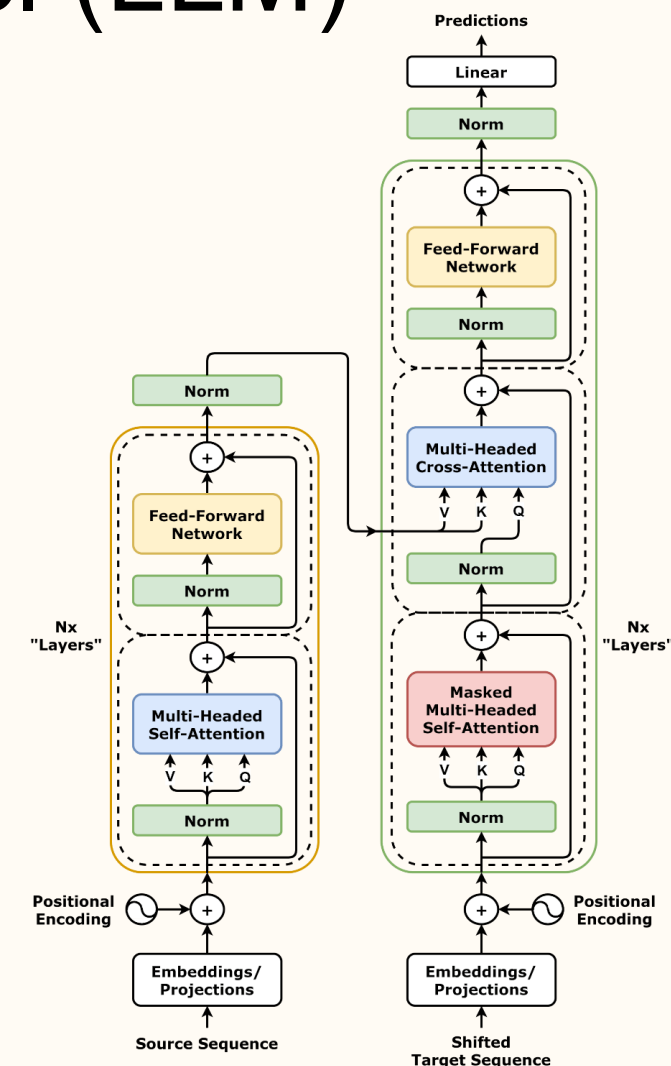 (LLM)
Predictions
Linear
Norm
Feed-Forward
Network
Norm
Multi-Headed
Cross-Attention
V K Q
Norm
Masked
Multi-Headed
Self-Attention
V K Q
Norm
Nx
"Layers"
Positional
Encoding
Embeddings/
Projections
Shifted
Target Sequence
Norm
Feed-Forward
Network
Norm
Nx
"Layers"
Multi-Headed
Self-Attention
V K Q
Norm
Positional
Encoding
Embeddings/
Projections
Source Sequence